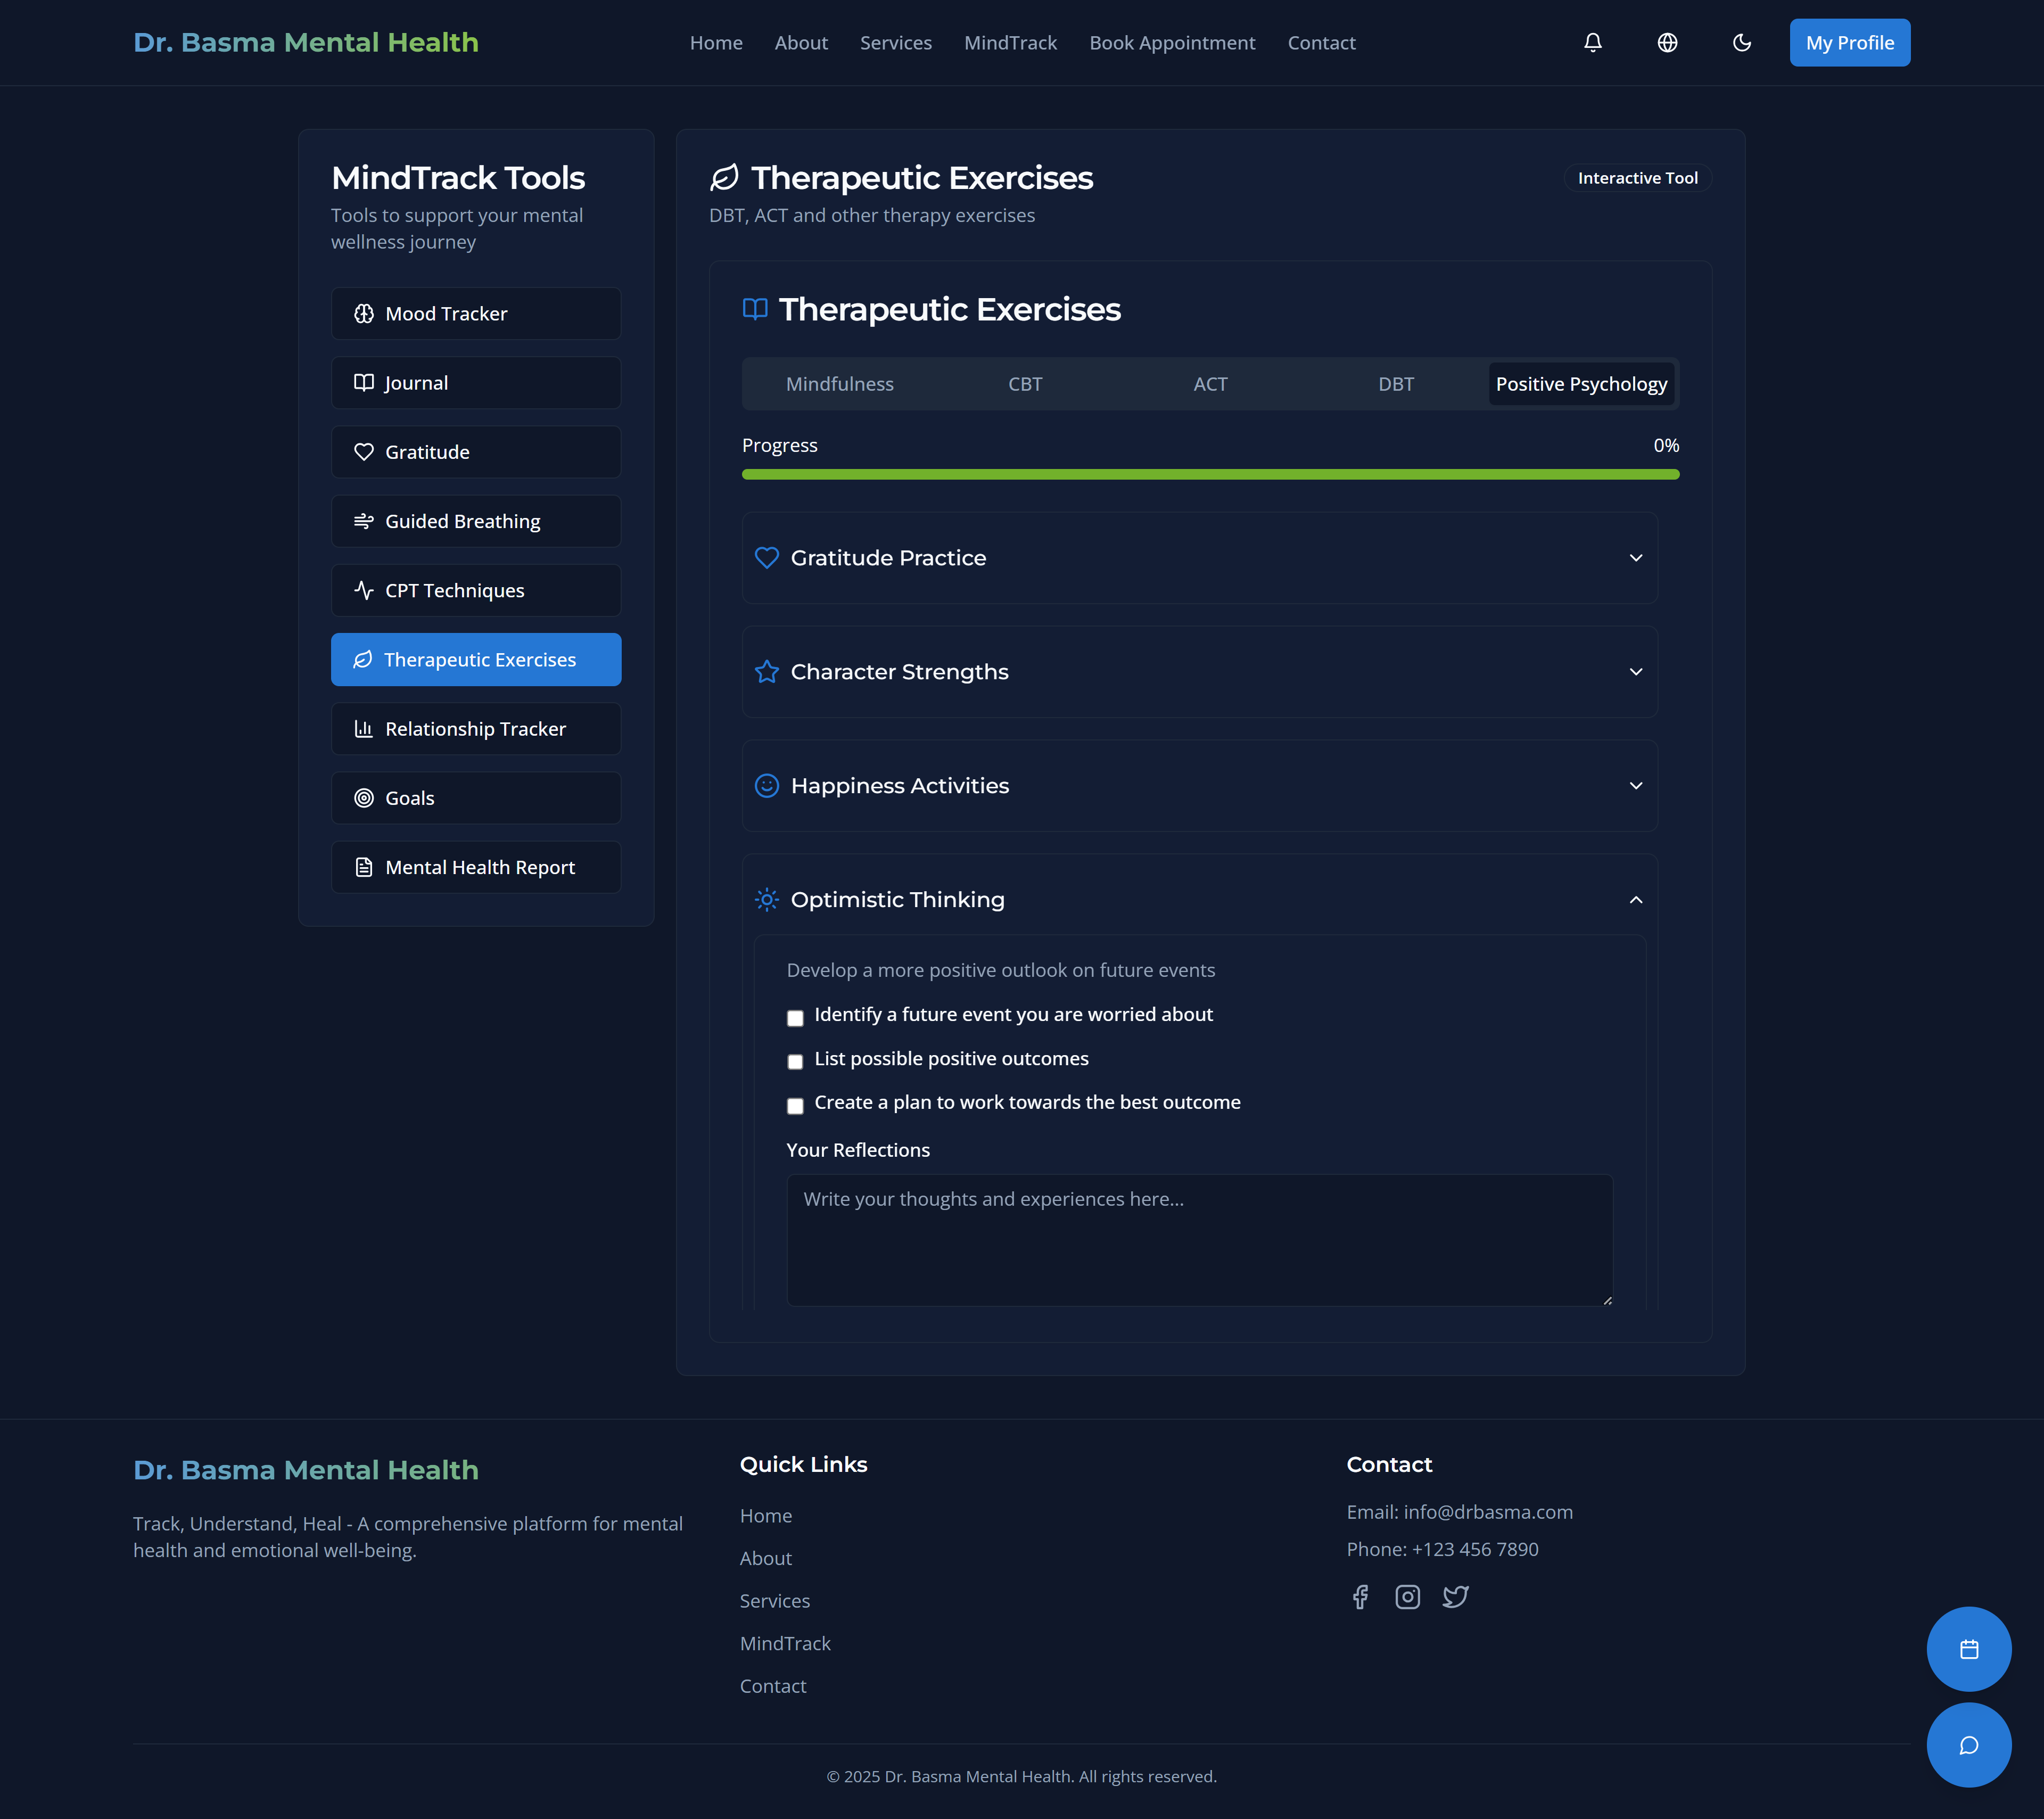 Dr. Basma Mental Health
Home
About
Services
MindTrack
Book Appointment
Contact
My Profile
MindTrack Tools
Tools to support your mental
wellness journey
Mood Tracker
Journal
Gratitude
Guided Breathing
CPT Techniques
Therapeutic Exercises
Relationship Tracker
Goals
Mental Health Report
Therapeutic Exercises
Interactive Tool
DBT, ACT and other therapy exercises
Therapeutic Exercises
Mindfulness
CBT
ACT
DBT
Positive Psychology
Progress
0%
Gratitude Practice
Character Strengths
Happiness Activities
Optimistic Thinking
Develop a more positive outlook on future events
Identify a future event you are worried about
List possible positive outcomes
Create a plan to work towards the best outcome
Your Reflections
Write your thoughts and experiences here...
Dr. Basma Mental Health
Track, Understand, Heal - A comprehensive platform for mental
health and emotional well-being.
Quick Links
Home
About
Services
MindTrack
Contact
Contact
Email: info@drbasma.com
Phone: +123 456 7890
© 2025 Dr. Basma Mental Health. All rights reserved.